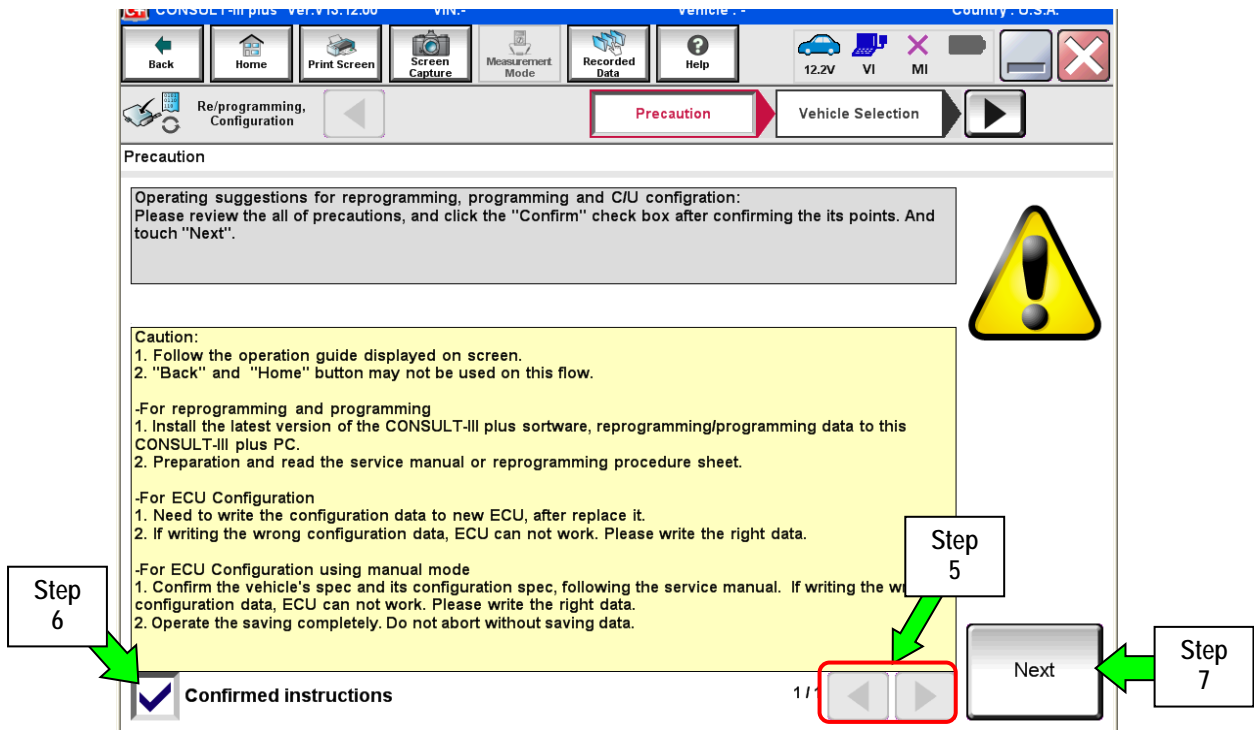 CONSULT-III plus Ver.V13.12.00 VIN:- Vehicle : - Country : U.S.A.
Back
Home
Print Screen
Screen
Capture
Measurement
Mode
Recorded
Data
Help
12.2V VI MI
Re/programming,
Configuration
Precaution
Vehicle Selection
Precaution
Operating suggestions for reprogramming, programming and C/U configration:
Please review the all of precautions, and click the "Confirm" check box after confirming the its points. And
touch "Next".
Caution:
1. Follow the operation guide displayed on screen.
2. "Back" and "Home" button may not be used on this flow.
-For reprogramming and programming
1. Install the latest version of the CONSULT-III plus sortware, reprogramming/programming data to this
CONSULT-III plus PC.
2. Preparation and read the service manual or reprogramming procedure sheet.
-For ECU Configuration
1. Need to write the configuration data to new ECU, after replace it.
2. If writing the wrong configuration data, ECU can not work. Please write the right data.
-For ECU Configuration using manual mode
1. Confirm the vehicle's spec and its configuration spec, following the service manual. If writing the
configuration data, ECU can not work. Please write the right data.
2. Operate the saving completely. Do not abort without saving data.
Step
5
Step
6
Confirmed instructions
1 / 1
Next
Step
7